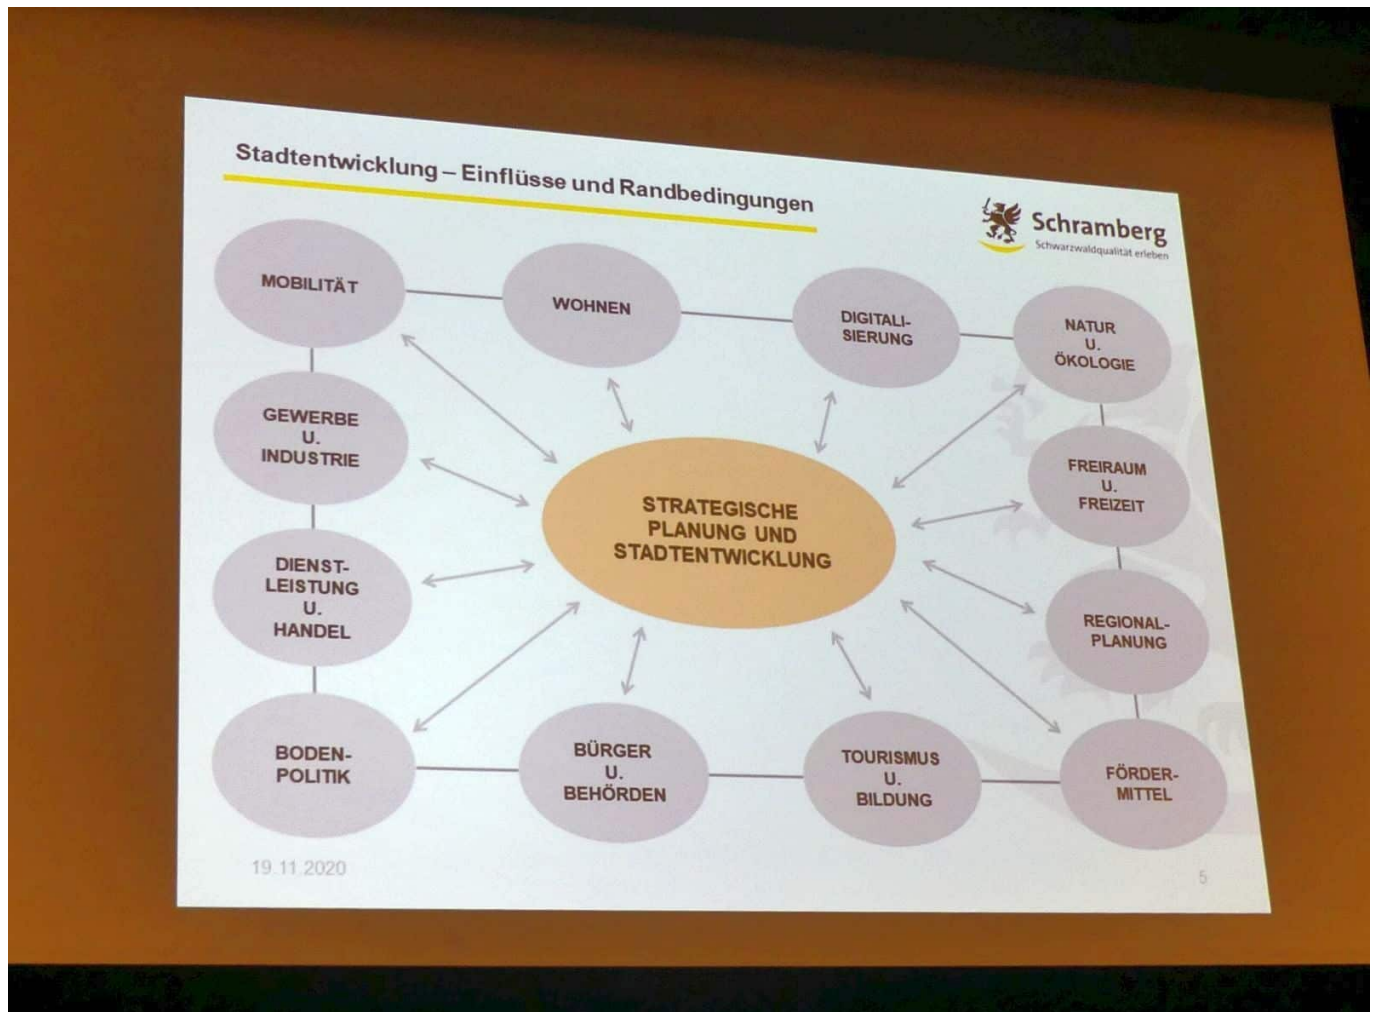 Stadtentwicklung – Einflüsse und Randbedingungen
Schramberg
Schwarzwaldqualität erleben
MOBILITÄT
WOHNEN
DIGITALI-
SIERUNG
NATUR
U.
ÖKOLOGIE
GEWERBE
U.
INDUSTRIE
FREIRAUM
U.
FREIZEIT
STRATEGISCHE
PLANUNG UND
STADTENTWICKLUNG
DIENST-
LEISTUNG
U.
HANDEL
REGIONAL-
PLANUNG
BODEN-
POLITIK
BÜRGER
U.
BEHÖRDEN
TOURISMUS
U.
BILDUNG
FÖRDER-
MITTEL
19.11.2020
5